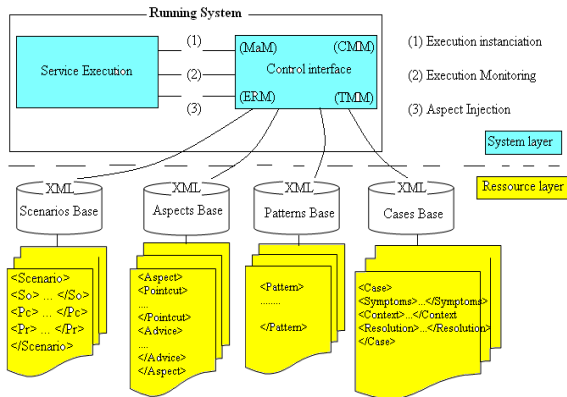 Running System
(1)
(MaM)
(CMM)
(1) Execution instanciation
Service Execution
(2)
Control interface
(2) Execution Monitoring
(ERM)
(TMM)
(3)
(3) Aspect Injection
System layer
XML
XML
XML
XML
Ressource layer
Scenarios Base
Aspects Base
Patterns Base
Cases Base
<Scenario>
<So> ... </So>
<Pc> ... </Pc>
<Pr> ... </Pr>
</Scenario>
<Aspect>
<Pointcut>
....
</Pointcut>
<Advice>
....
</Advice>
</Aspect>
<Pattern>
........
</Pattern>
<Case>
<Symptoms>...</Symptoms>
<Context>...</Context
<Resolution>...</Resolution>
</Case>